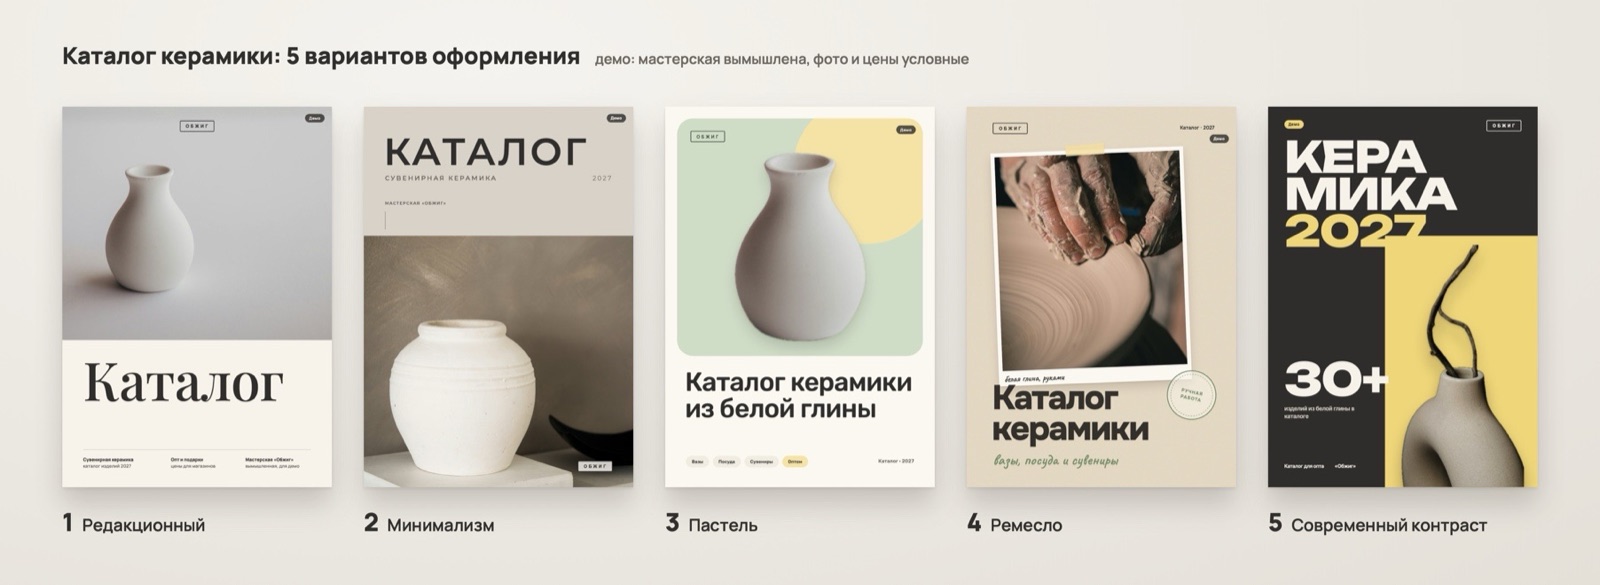 Каталог керамики: 5 вариантов оформления
демо: мастерская вымышлена, фото и цены условные
ОБЖИГ
Демо
Каталог
Сувенирная керамика
каталог изделий 2027
Опт и подарки
цены для магазинов
Мастерская «Обжиг»
вымышленная, для демо
1 Редакционный
Демо
КАТАЛОГ
СУВЕНИРНАЯ КЕРАМИКА
2027
МАСТЕРСКАЯ «ОБЖИГ»
ОБЖИГ
2 Минимализм
ОБЖИГ
Демо
Каталог керамики
из белой глины
Вазы
Посуда
Сувениры
Оптом
Каталог · 2027
3 Пастель
ОБЖИГ
Каталог · 2027
Демо
белая глина, руками
Каталог
керамики
РУЧНАЯ
РАБОТА
вазы, посуда и сувениры
4 Ремесло
Демо
ОБЖИГ
КЕРА
МИКА
2027
30+
изделий из белой глины в
каталоге
Каталог для опта
«Обжиг»
5 Современный контраст